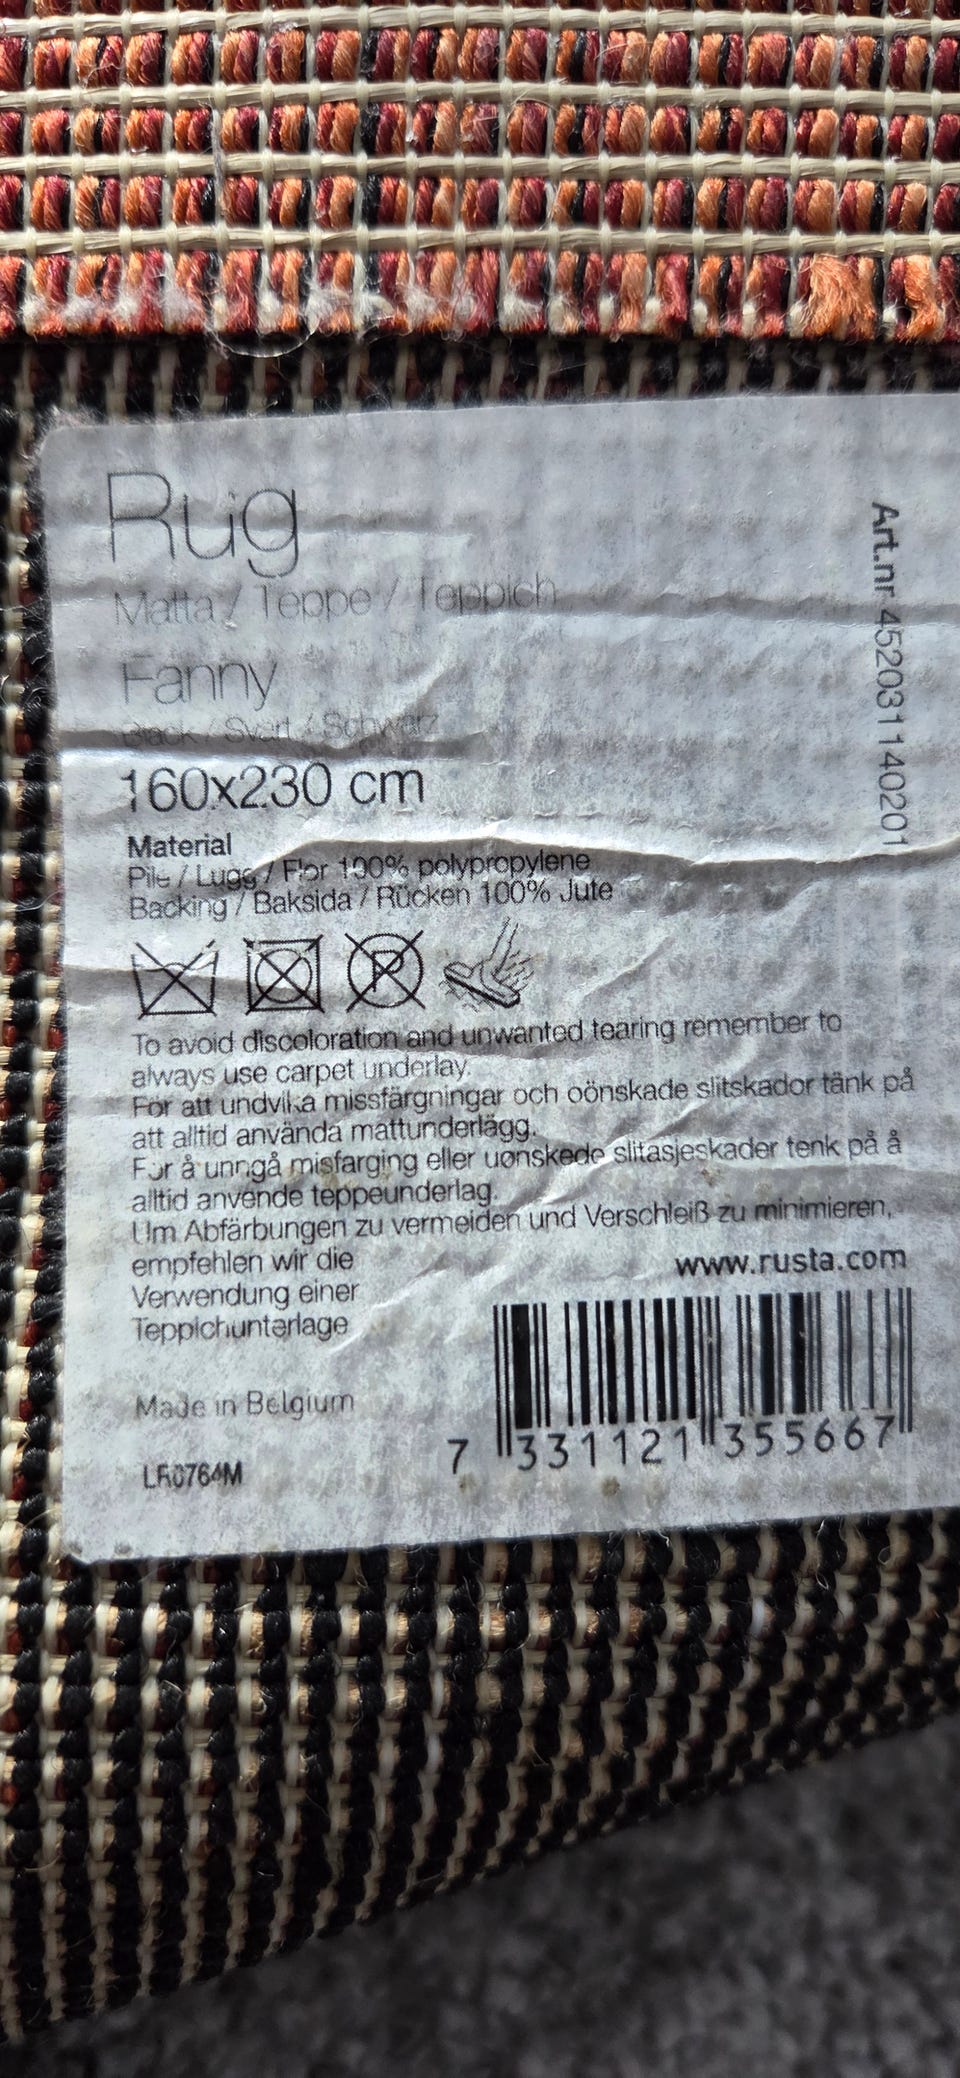 Rug
Matta / Teppe / Teppich
Fanny
Black / Svart / Schwarz
160x230 cm
Material
Pile / Lugg / Flor 100% polypropylene
Backing / Baksida / Rücken 100% Jute
P
To avoid discoloration and unwanted tearing remember to
always use carpet underlay.
För att undvika missfärgningar och oönskade slitskador tänk på
att alltid använda mattunderlägg.
For å unngå misfarging eller uønskede slitasjeskader tenk på å
alltid anvende teppeunderlag.
Um Abfärbungen zu vermeiden und Verschleiß zu minimieren,
empfehlen wir die
Verwendung einer
Teppichunterlage
www.rusta.com
Made in Belgium
7 331121 355667
Art.nr 452031140201